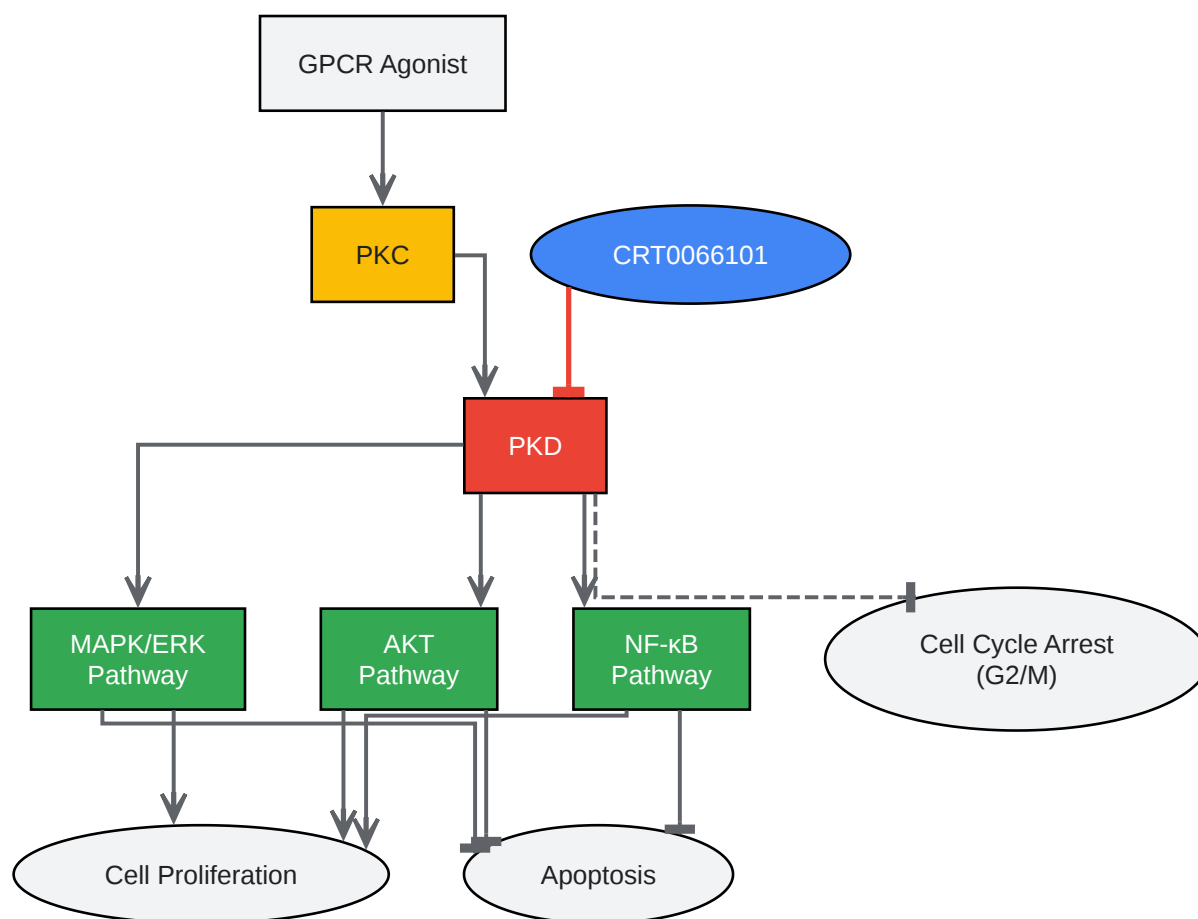 GPCR Agonist
PKC
CRT0066101
PKD
MAPK/ERK
Pathway
AKT
Pathway
NF-κB
Pathway
Cell Cycle Arrest
(G2/M)
Cell Proliferation
Apoptosis